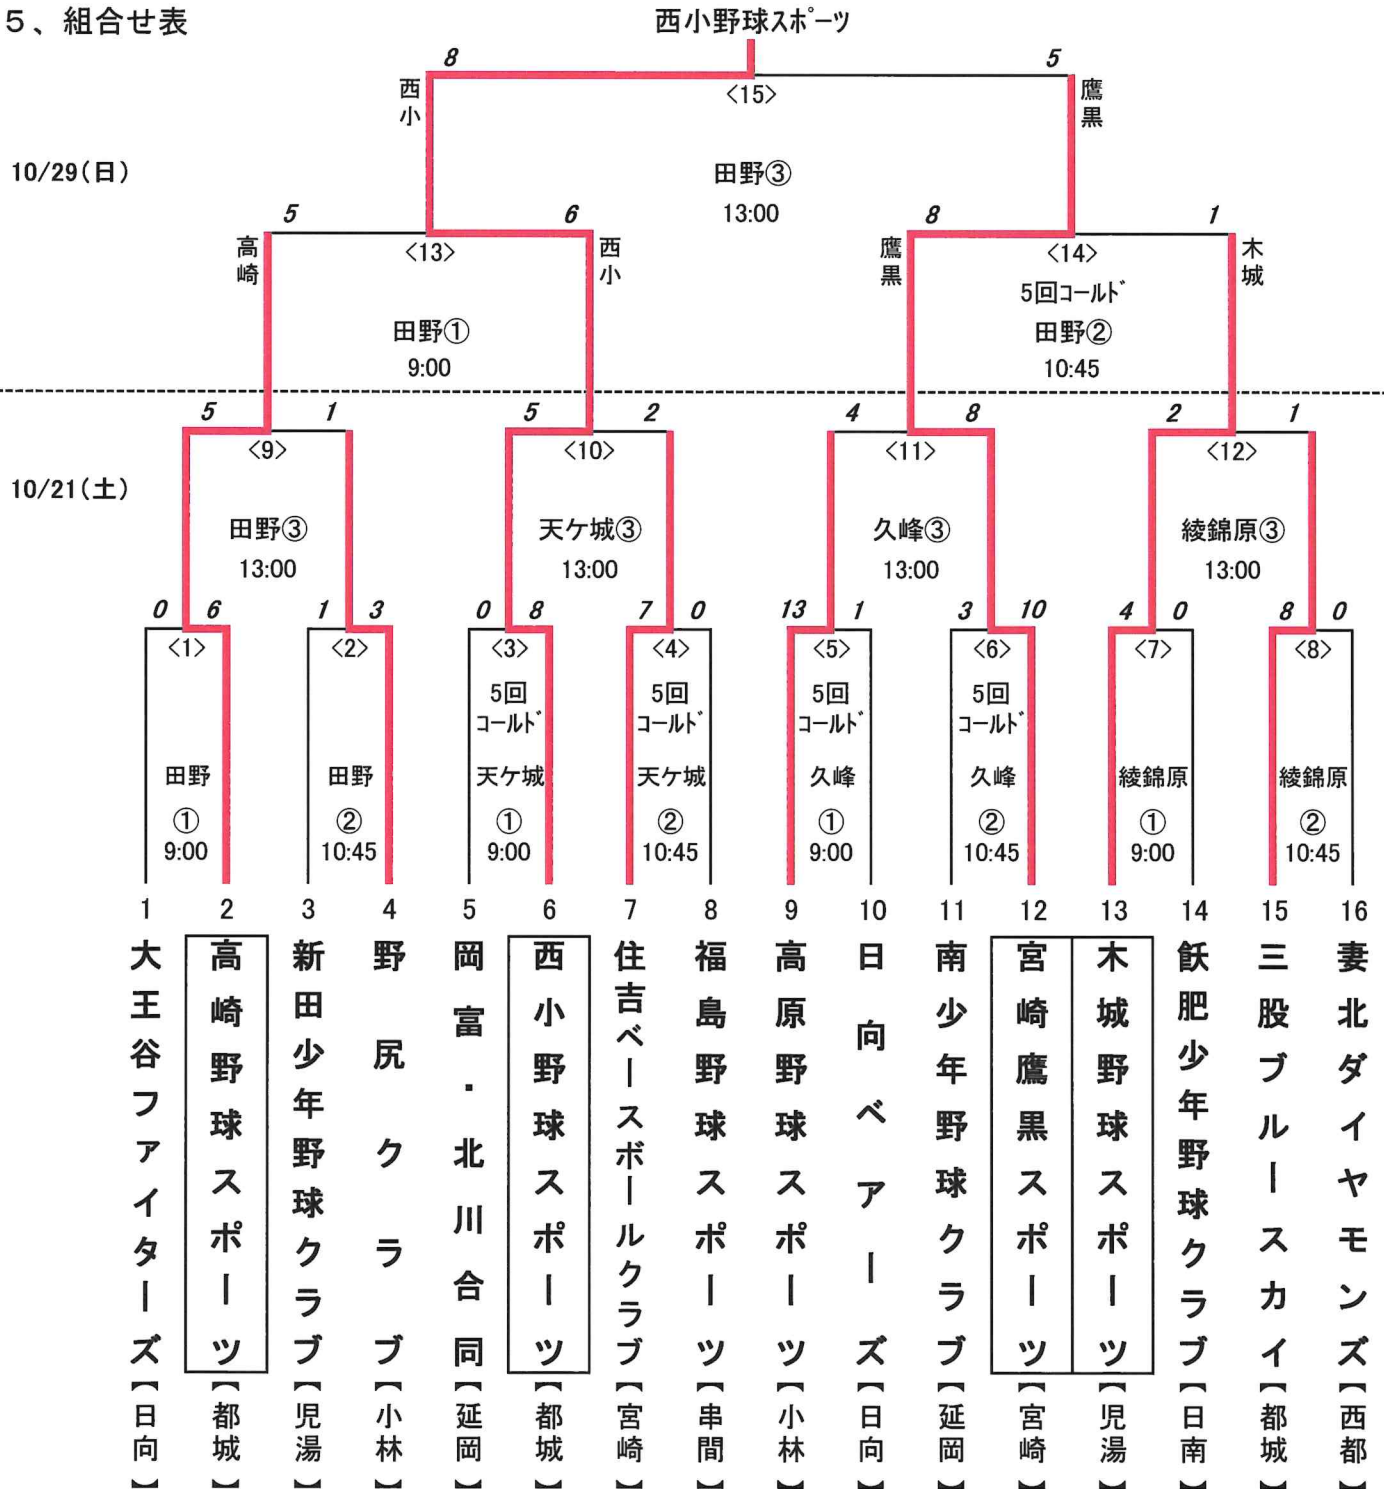 5、組合せ表
西小野球スポーツ
8
5
西小
<15>
鷹黒
10/29(日)
田野③
13:00
5
6
8
1
高崎
<13>
西小
鷹黒
<14>
木城
5回コールド
田野①
田野②
9:00
10:45
5
1
5
2
4
8
2
1
<9>
<10>
<11>
<12>
10/21(土)
田野③
天ケ城③
久峰③
綾錦原③
13:00
13:00
13:00
13:00
0
6
1
3
0
8
7
0
13
1
3
10
4
0
8
0
<1>
<2>
<3>
<4>
<5>
<6>
<7>
<8>
5回
コールド
5回
コールド
5回
コールド
5回
コールド
田野
田野
天ケ城
天ケ城
久峰
久峰
綾錦原
綾錦原
①
②
①
②
①
②
①
②
9:00
10:45
9:00
10:45
9:00
10:45
9:00
10:45
1
2
3
4
5
6
7
8
9
10
11
12
13
14
15
16
大王谷ファイターズ【日向】
高崎野球スポーツ【都城】
新田少年野球クラブ【児湯】
野尻クラブ【小林】
岡富・北川合同【延岡】
西小野球スポーツ【都城】
住吉ベースボールクラブ【宮崎】
福島野球スポーツ【串間】
高原野球スポーツ【小林】
日向ベアーズ【日向】
南少年野球クラブ【延岡】
宮崎鷹黒スポーツ【宮崎】
木城野球スポーツ【児湯】
飫肥少年野球クラブ【日南】
三股ブルースカイ【都城】
妻北ダイヤモンズ【西都】